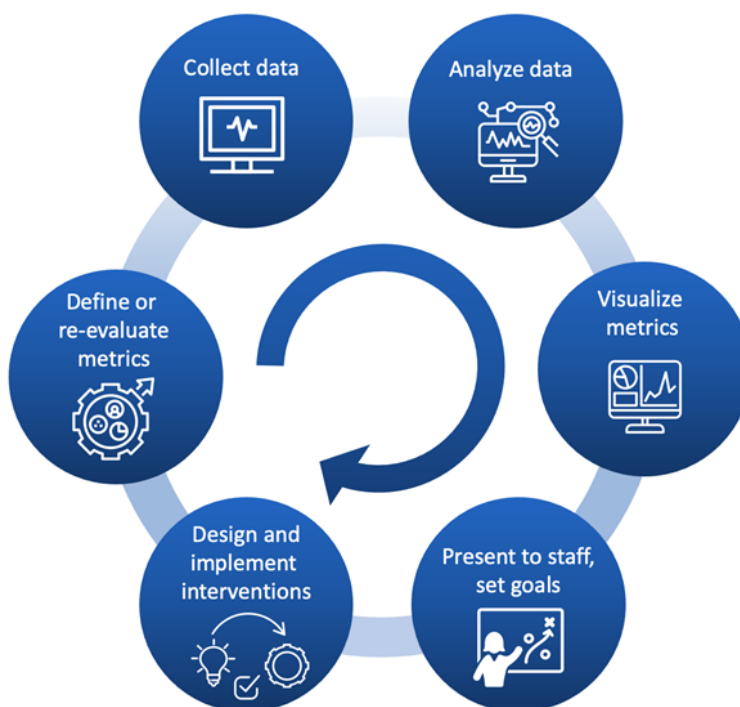 Collect data
Analyze data
Visualize
metrics
Present to staff,
set goals
Design and
implement
interventions
Define or
re-evaluate
metrics